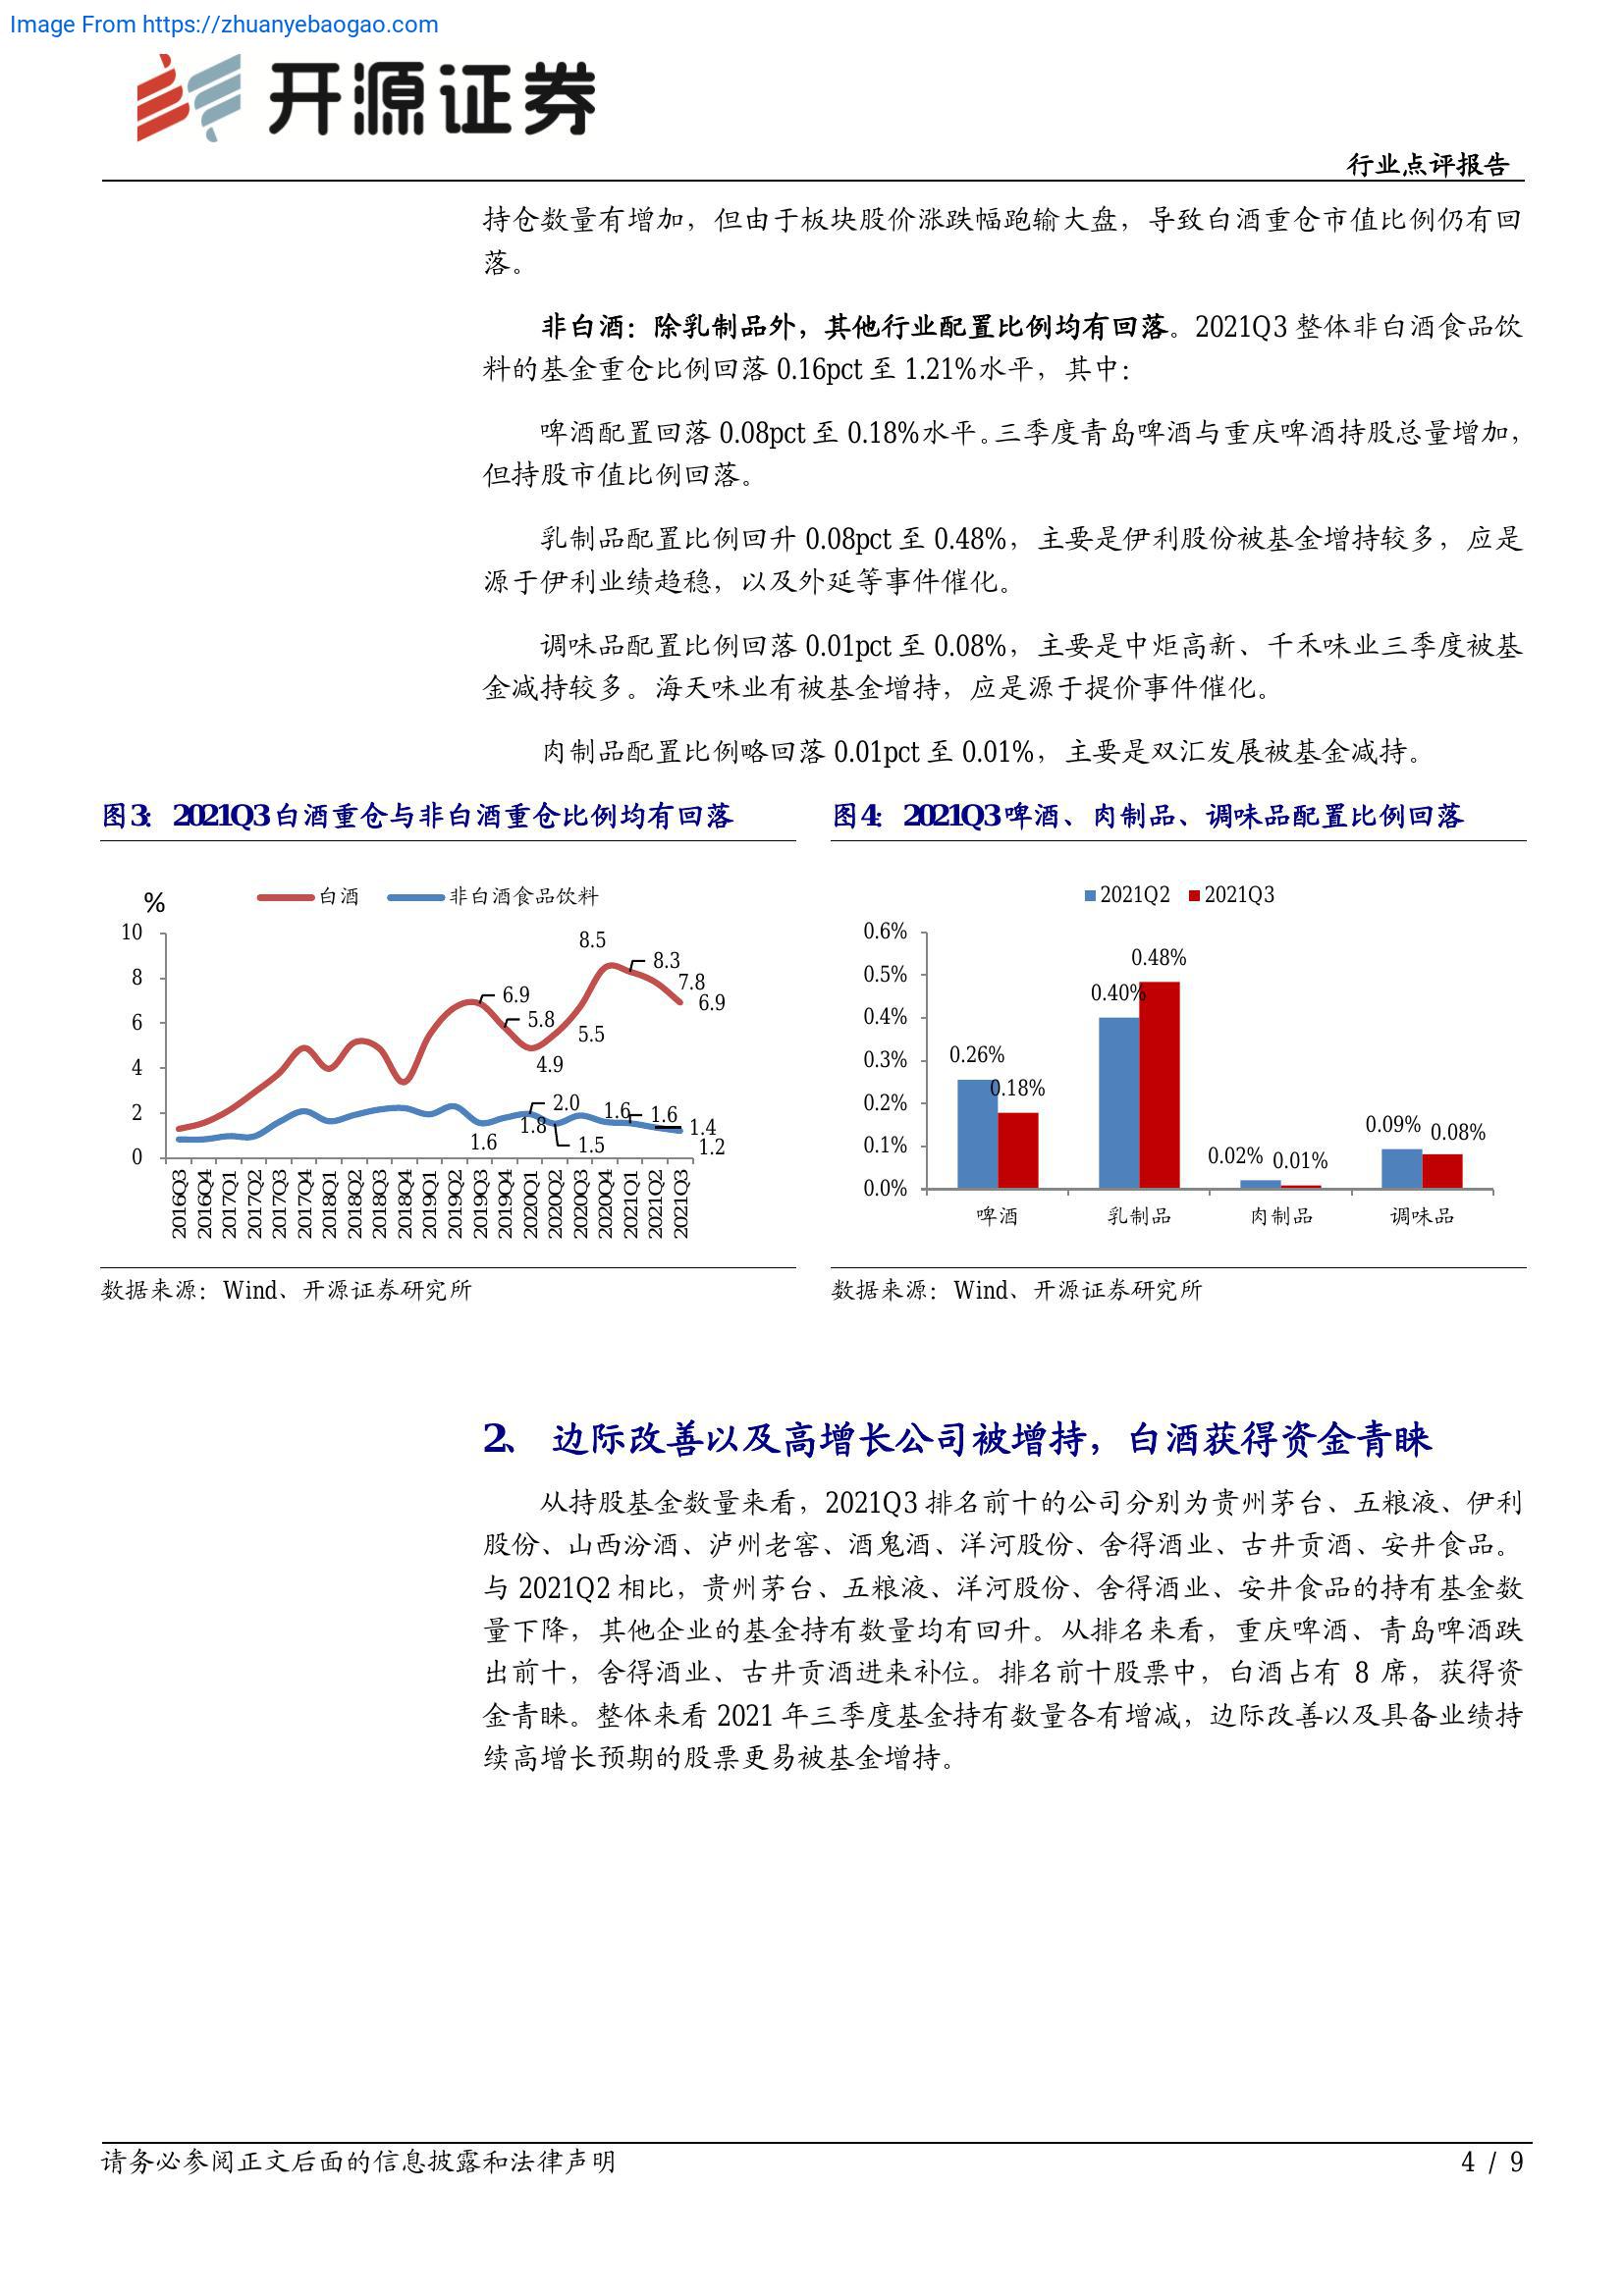 Image From https://zhuanyebaogao.com
开源证券
行业点评报告
持仓数量有增加，但由于板块股价涨跌幅跑输大盘，导致白酒重仓市值比例仍有回
落。
非白酒：除乳制品外，其他行业配置比例均有回落。2021Q3 整体非白酒食品饮
料的基金重仓比例回落 0.16pct 至 1.21%水平，其中：
啤酒配置回落 0.08pct 至 0.18%水平。三季度青岛啤酒与重庆啤酒持股总量增加，
但持股市值比例回落。
乳制品配置比例回升 0.08pct 至 0.48%，主要是伊利股份被基金增持较多，应是
源于伊利业绩趋稳，以及外延等事件催化。
调味品配置比例回落 0.01pct 至 0.08%，主要是中炬高新、千禾味业三季度被基
金减持较多。海天味业有被基金增持，应是源于提价事件催化。
肉制品配置比例略回落 0.01pct 至 0.01%，主要是双汇发展被基金减持。
图3： 2021Q3 白酒重仓与非白酒重仓比例均有回落
%
白酒 非白酒食品饮料
10
8
6
4
2
0
6.9
5.8
4.9
5.5
8.5
8.3
7.8
6.9
1.6
1.8
2.0
1.5
1.6
1.6
1.4
1.2
2016Q3 2016Q4 2017Q1 2017Q2 2017Q3 2017Q4 2018Q1 2018Q2 2018Q3 2018Q4 2019Q1 2019Q2 2019Q3 2019Q4 2020Q1 2020Q2 2020Q3 2020Q4 2021Q1 2021Q2 2021Q3
数据来源：Wind、开源证券研究所
图4： 2021Q3 啤酒、肉制品、调味品配置比例回落
2021Q2 2021Q3
0.6%
0.5%
0.4%
0.3%
0.2%
0.1%
0.0%
0.26% 0.18%
0.40% 0.48%
0.02% 0.01%
0.09% 0.08%
啤酒 乳制品 肉制品 调味品
数据来源：Wind、开源证券研究所
2、 边际改善以及高增长公司被增持，白酒获得资金青睐
从持股基金数量来看，2021Q3 排名前十的公司分别为贵州茅台、五粮液、伊利
股份、山西汾酒、泸州老窖、酒鬼酒、洋河股份、舍得酒业、古井贡酒、安井食品。
与 2021Q2 相比，贵州茅台、五粮液、洋河股份、舍得酒业、安井食品的持有基金数
量下降，其他企业的基金持有数量均有回升。从排名来看，重庆啤酒、青岛啤酒跌
出前十，舍得酒业、古井贡酒进来补位。排名前十股票中，白酒占有 8 席，获得资
金青睐。整体来看 2021 年三季度基金持有数量各有增减，边际改善以及具备业绩持
续高增长预期的股票更易被基金增持。
请务必参阅正文后面的信息披露和法律声明
4 / 9